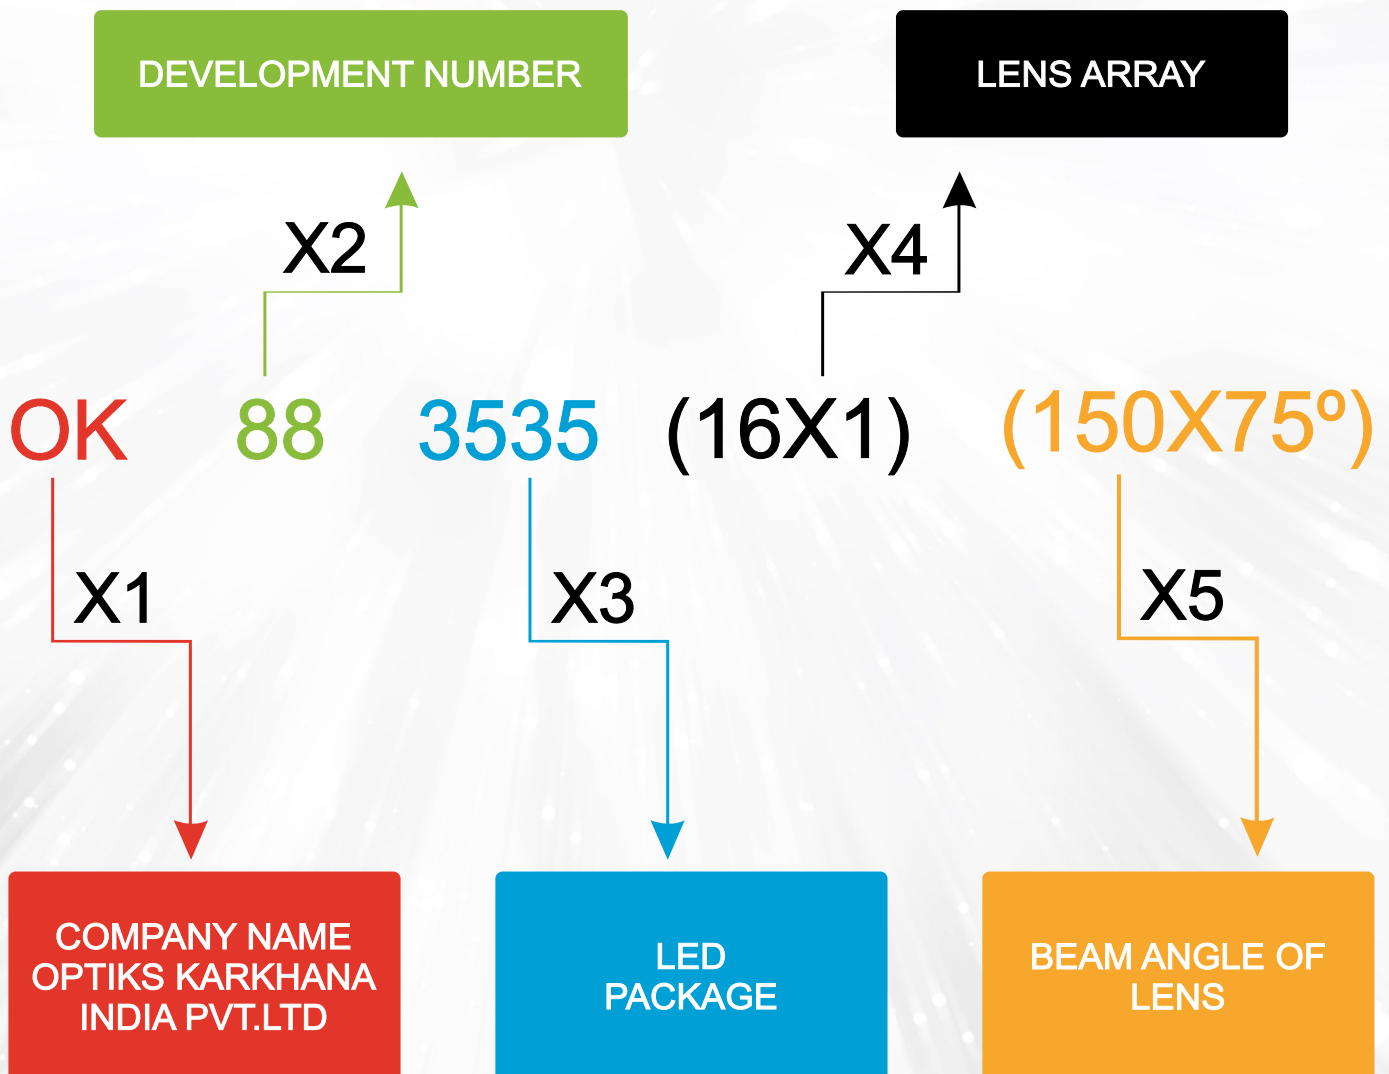 DEVELOPMENT NUMBER
LENS ARRAY
X2
X4
OK 88 3535 (16X1) (150X75º)
X1
X3
X5
COMPANY NAME
OPTIKS KARKHANA
INDIA PVT.LTD
LED
PACKAGE
BEAM ANGLE OF
LENS